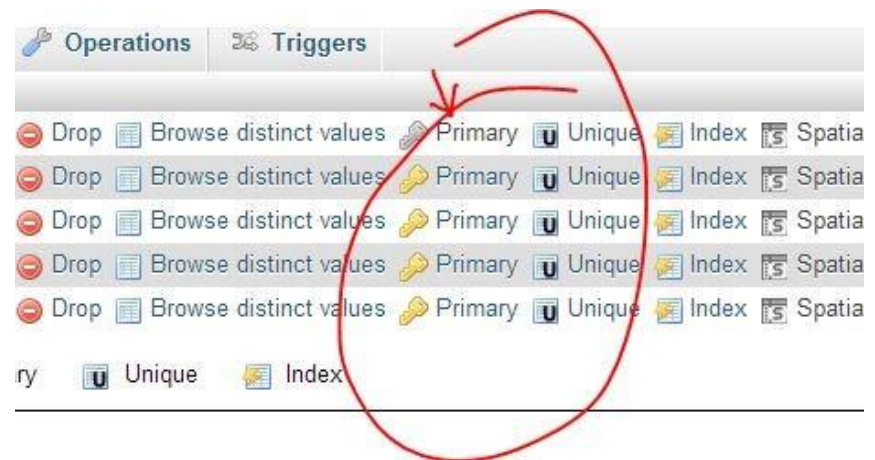 Operations Triggers
Drop Browse distinct values Primary Unique Index Spatia
Drop Browse distinct values Primary Unique Index Spatia
Drop Browse distinct values Primary Unique Index Spatia
Drop Browse distinct values Primary Unique Index Spatia
Drop Browse distinct values Primary Unique Index Spatia
ry Unique Index